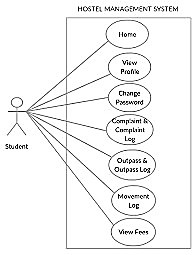 HOSTEL MANAGEMENT SYSTEM
Home
View
Profile
Change
Password
Complaint &
Complaint
Log
Outpass &
Outpass Log
Movement
Log
View Fees
Student